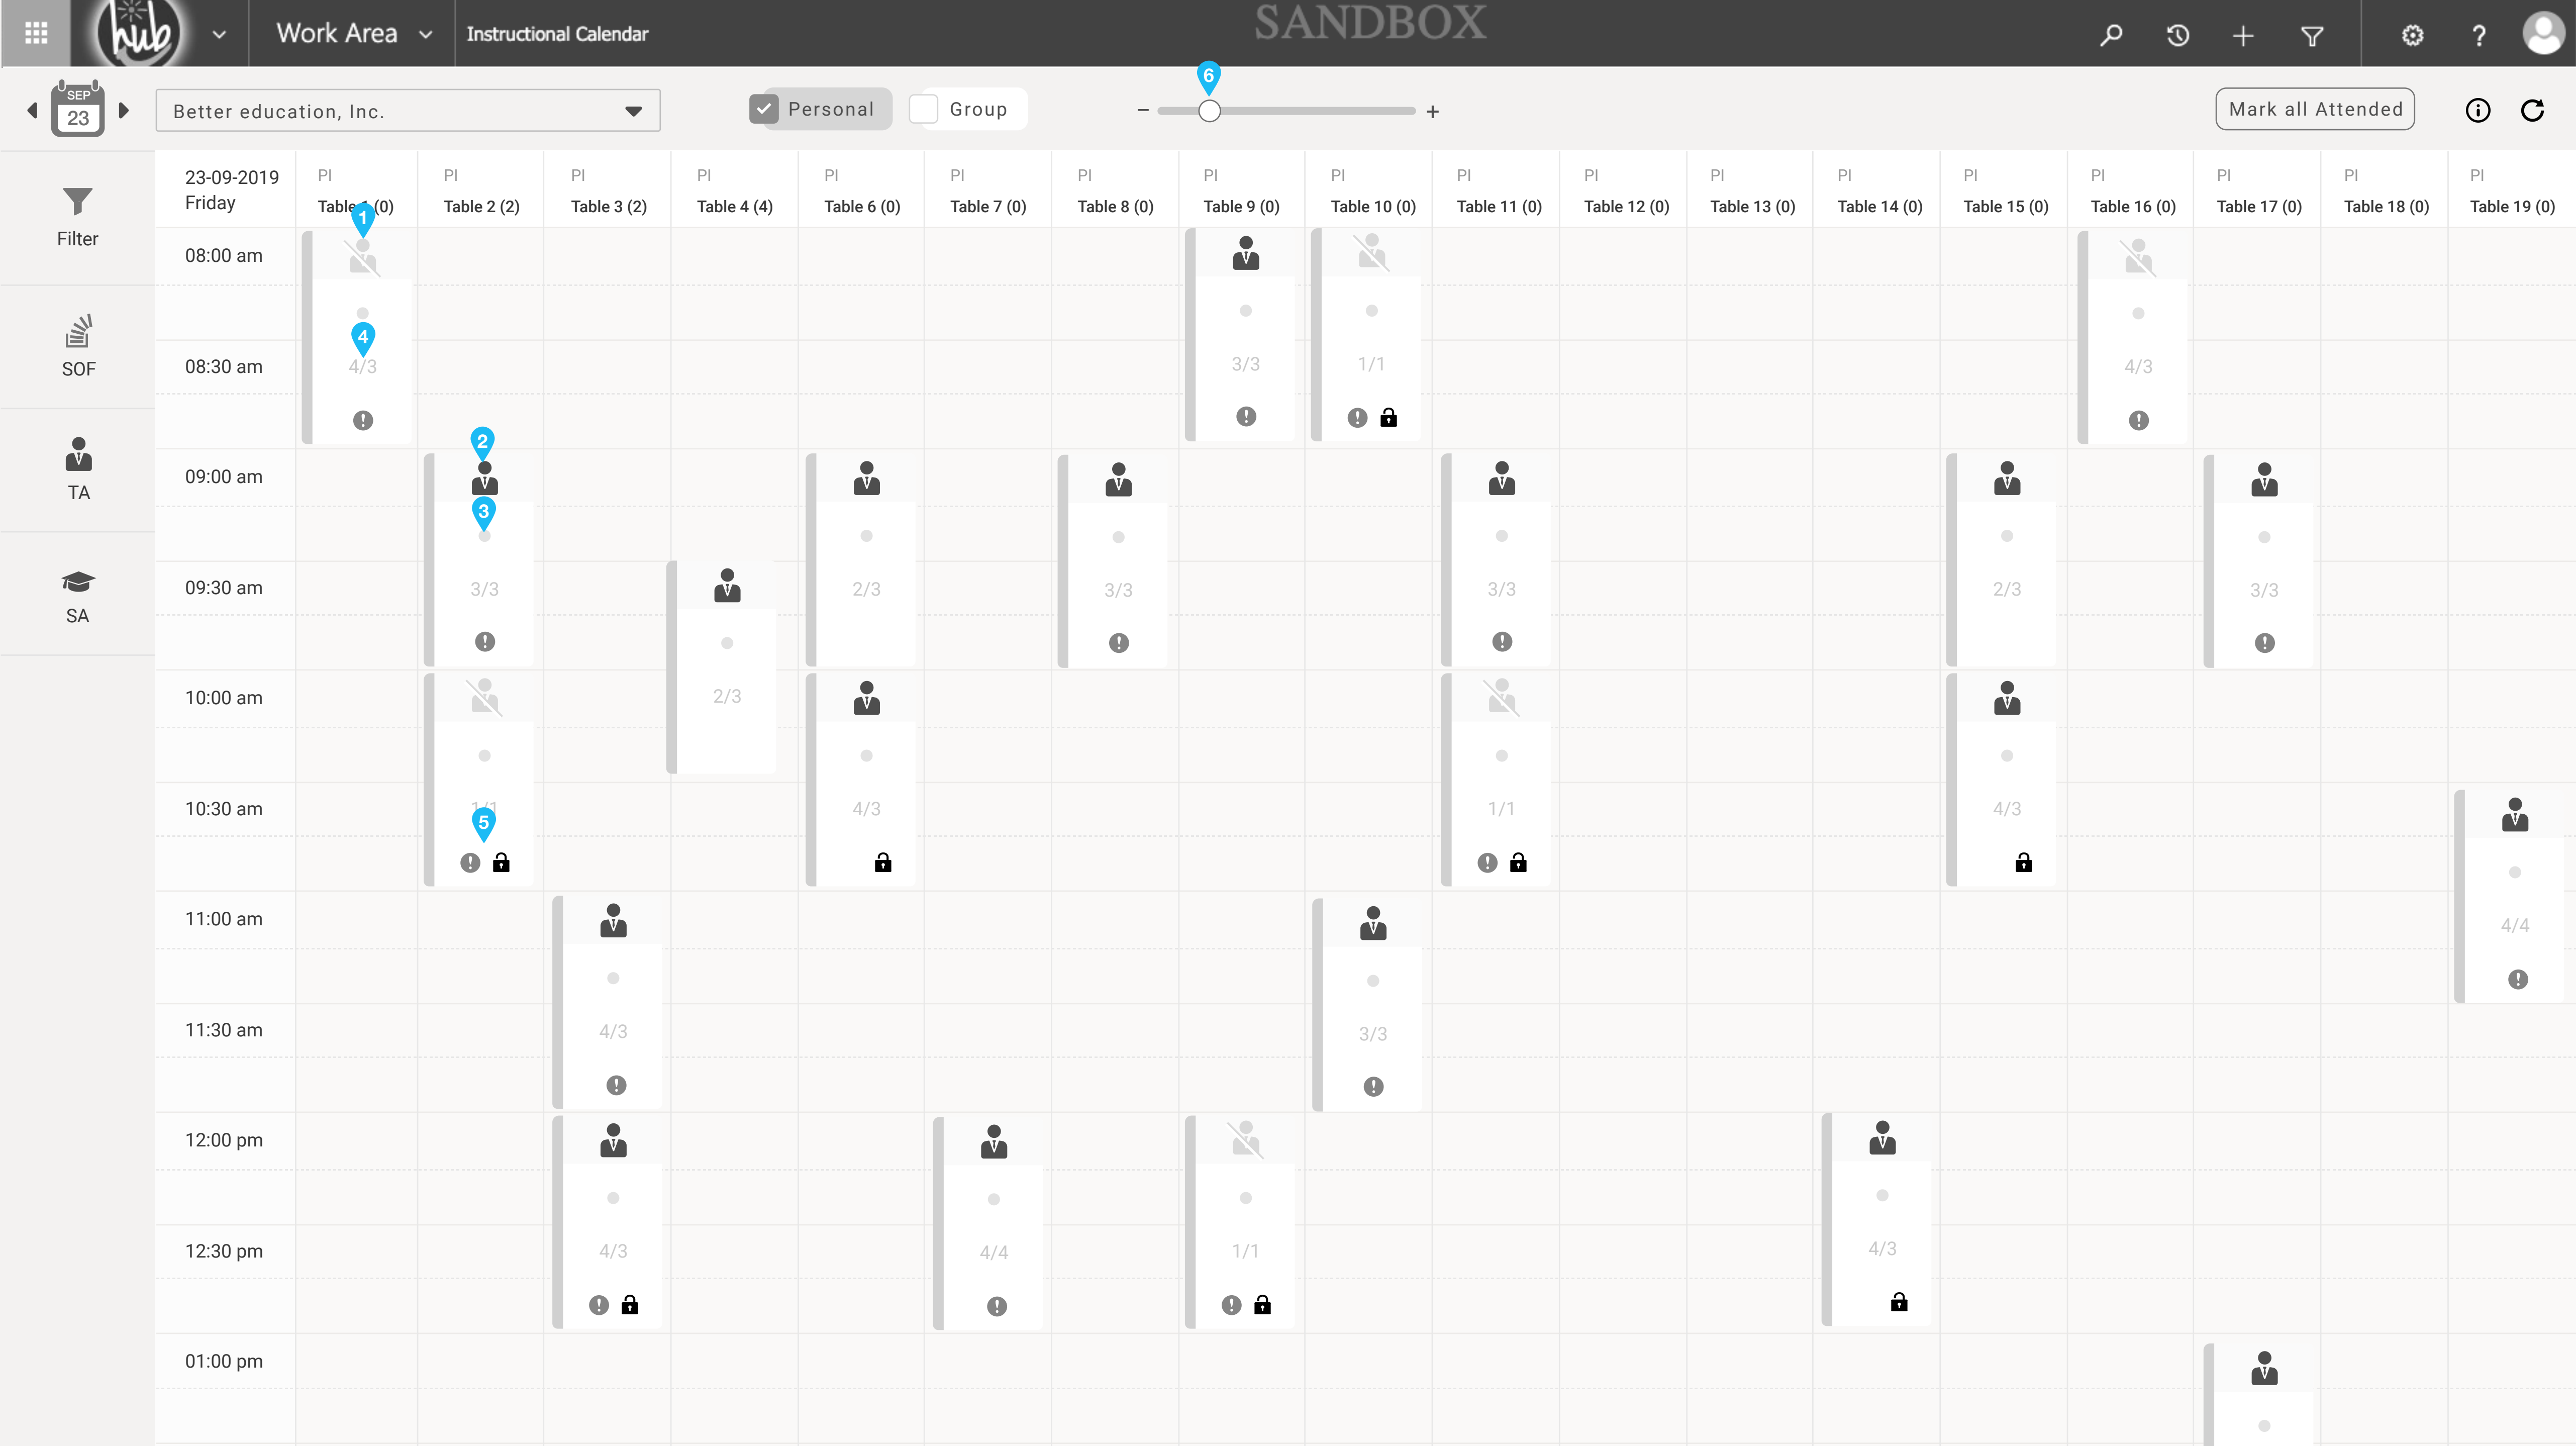 hub
Work Area
Instructional Calendar
SANDBOX
6
SEP
23
Better education, Inc.
Personal
Group
Mark all Attended
23-09-2019
Friday
PI
Table 1 (0)
PI
Table 2 (2)
PI
Table 3 (2)
PI
Table 4 (4)
PI
Table 6 (0)
PI
Table 7 (0)
PI
Table 8 (0)
PI
Table 9 (0)
PI
Table 10 (0)
PI
Table 11 (0)
PI
Table 12 (0)
PI
Table 13 (0)
PI
Table 14 (0)
PI
Table 15 (0)
PI
Table 16 (0)
PI
Table 17 (0)
PI
Table 18 (0)
PI
Table 19 (0)
Filter
SOF
TA
SA
1
08:00 am
4
08:30 am
4/3
3/3
1/1
4/3
2
09:00 am
3
09:30 am
3/3
2/3
3/3
3/3
2/3
3/3
10:00 am
2/3
10:30 am
1/1
4/3
1/1
4/3
5
11:00 am
4/4
11:30 am
4/3
3/3
12:00 pm
12:30 pm
4/3
4/4
1/1
4/3
01:00 pm